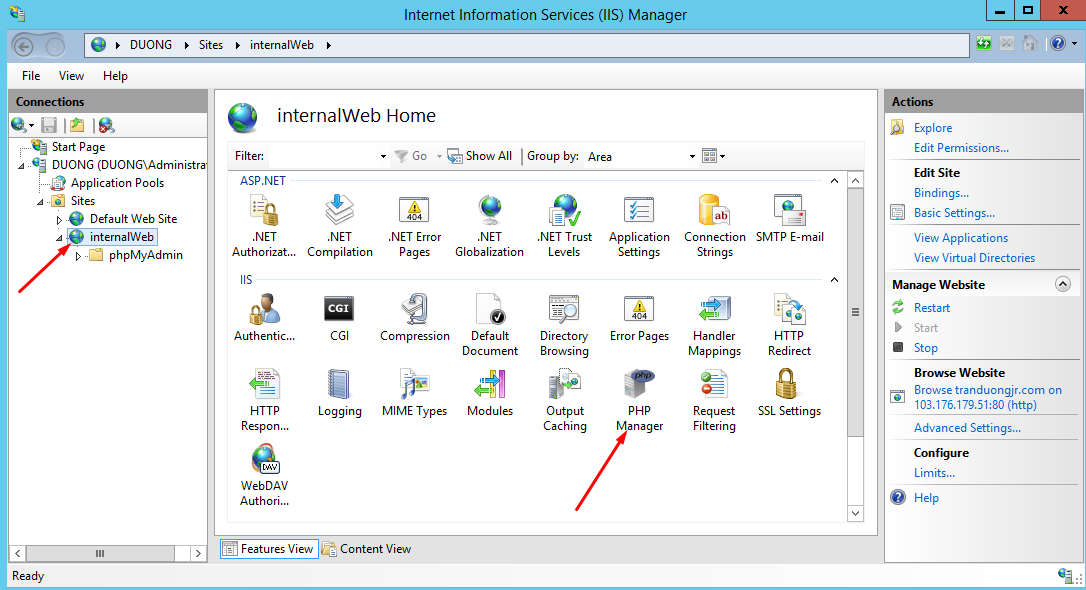 Internet Information Services (IIS) Manager
DUONG
Sites
internalWeb
File
View
Help
Connections
Start Page
DUONG (DUONG\Administrat
Application Pools
Sites
Default Web Site
internalWeb
phpMyAdmin
internalWeb Home
Filter:
Go
Show All
Group by:
Area
ASP.NET
.NET
Authorizat...
.NET
Compilation
404
.NET Error
Pages
.NET
Globalization
.NET Trust
Levels
Application
Settings
ab
Connection
Strings
SMTP E-mail
IIS
Authentic...
CGI
CGI
Compression
Default
Document
Directory
Browsing
404
Error Pages
Handler
Mappings
HTTP
Redirect
HTTP
Respon...
Logging
MIME Types
Modules
Output
Caching
php
PHP
Manager
Request
Filtering
SSL Settings
DAV
WebDAV
Authori...
Features View
Content View
Actions
Explore
Edit Permissions...
Edit Site
Bindings...
Basic Settings...
View Applications
View Virtual Directories
Manage Website
Restart
Start
Stop
Browse Website
Browse tranduongjr.com on
103.176.179.51:80 (http)
Advanced Settings...
Configure
Limits...
Help
Ready